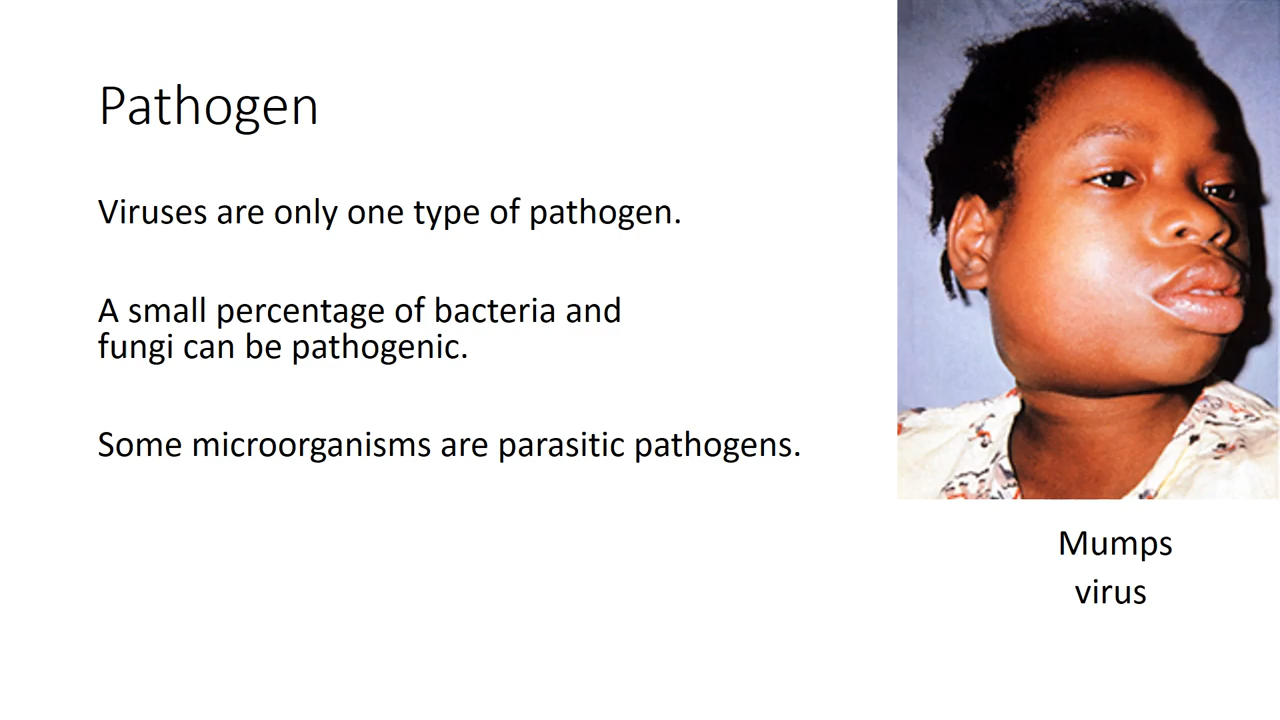 Pathogen
Viruses are only one type of pathogen.
A small percentage of bacteria and
fungi can be pathogenic.
Some microorganisms are parasitic pathogens.
Mumps
virus